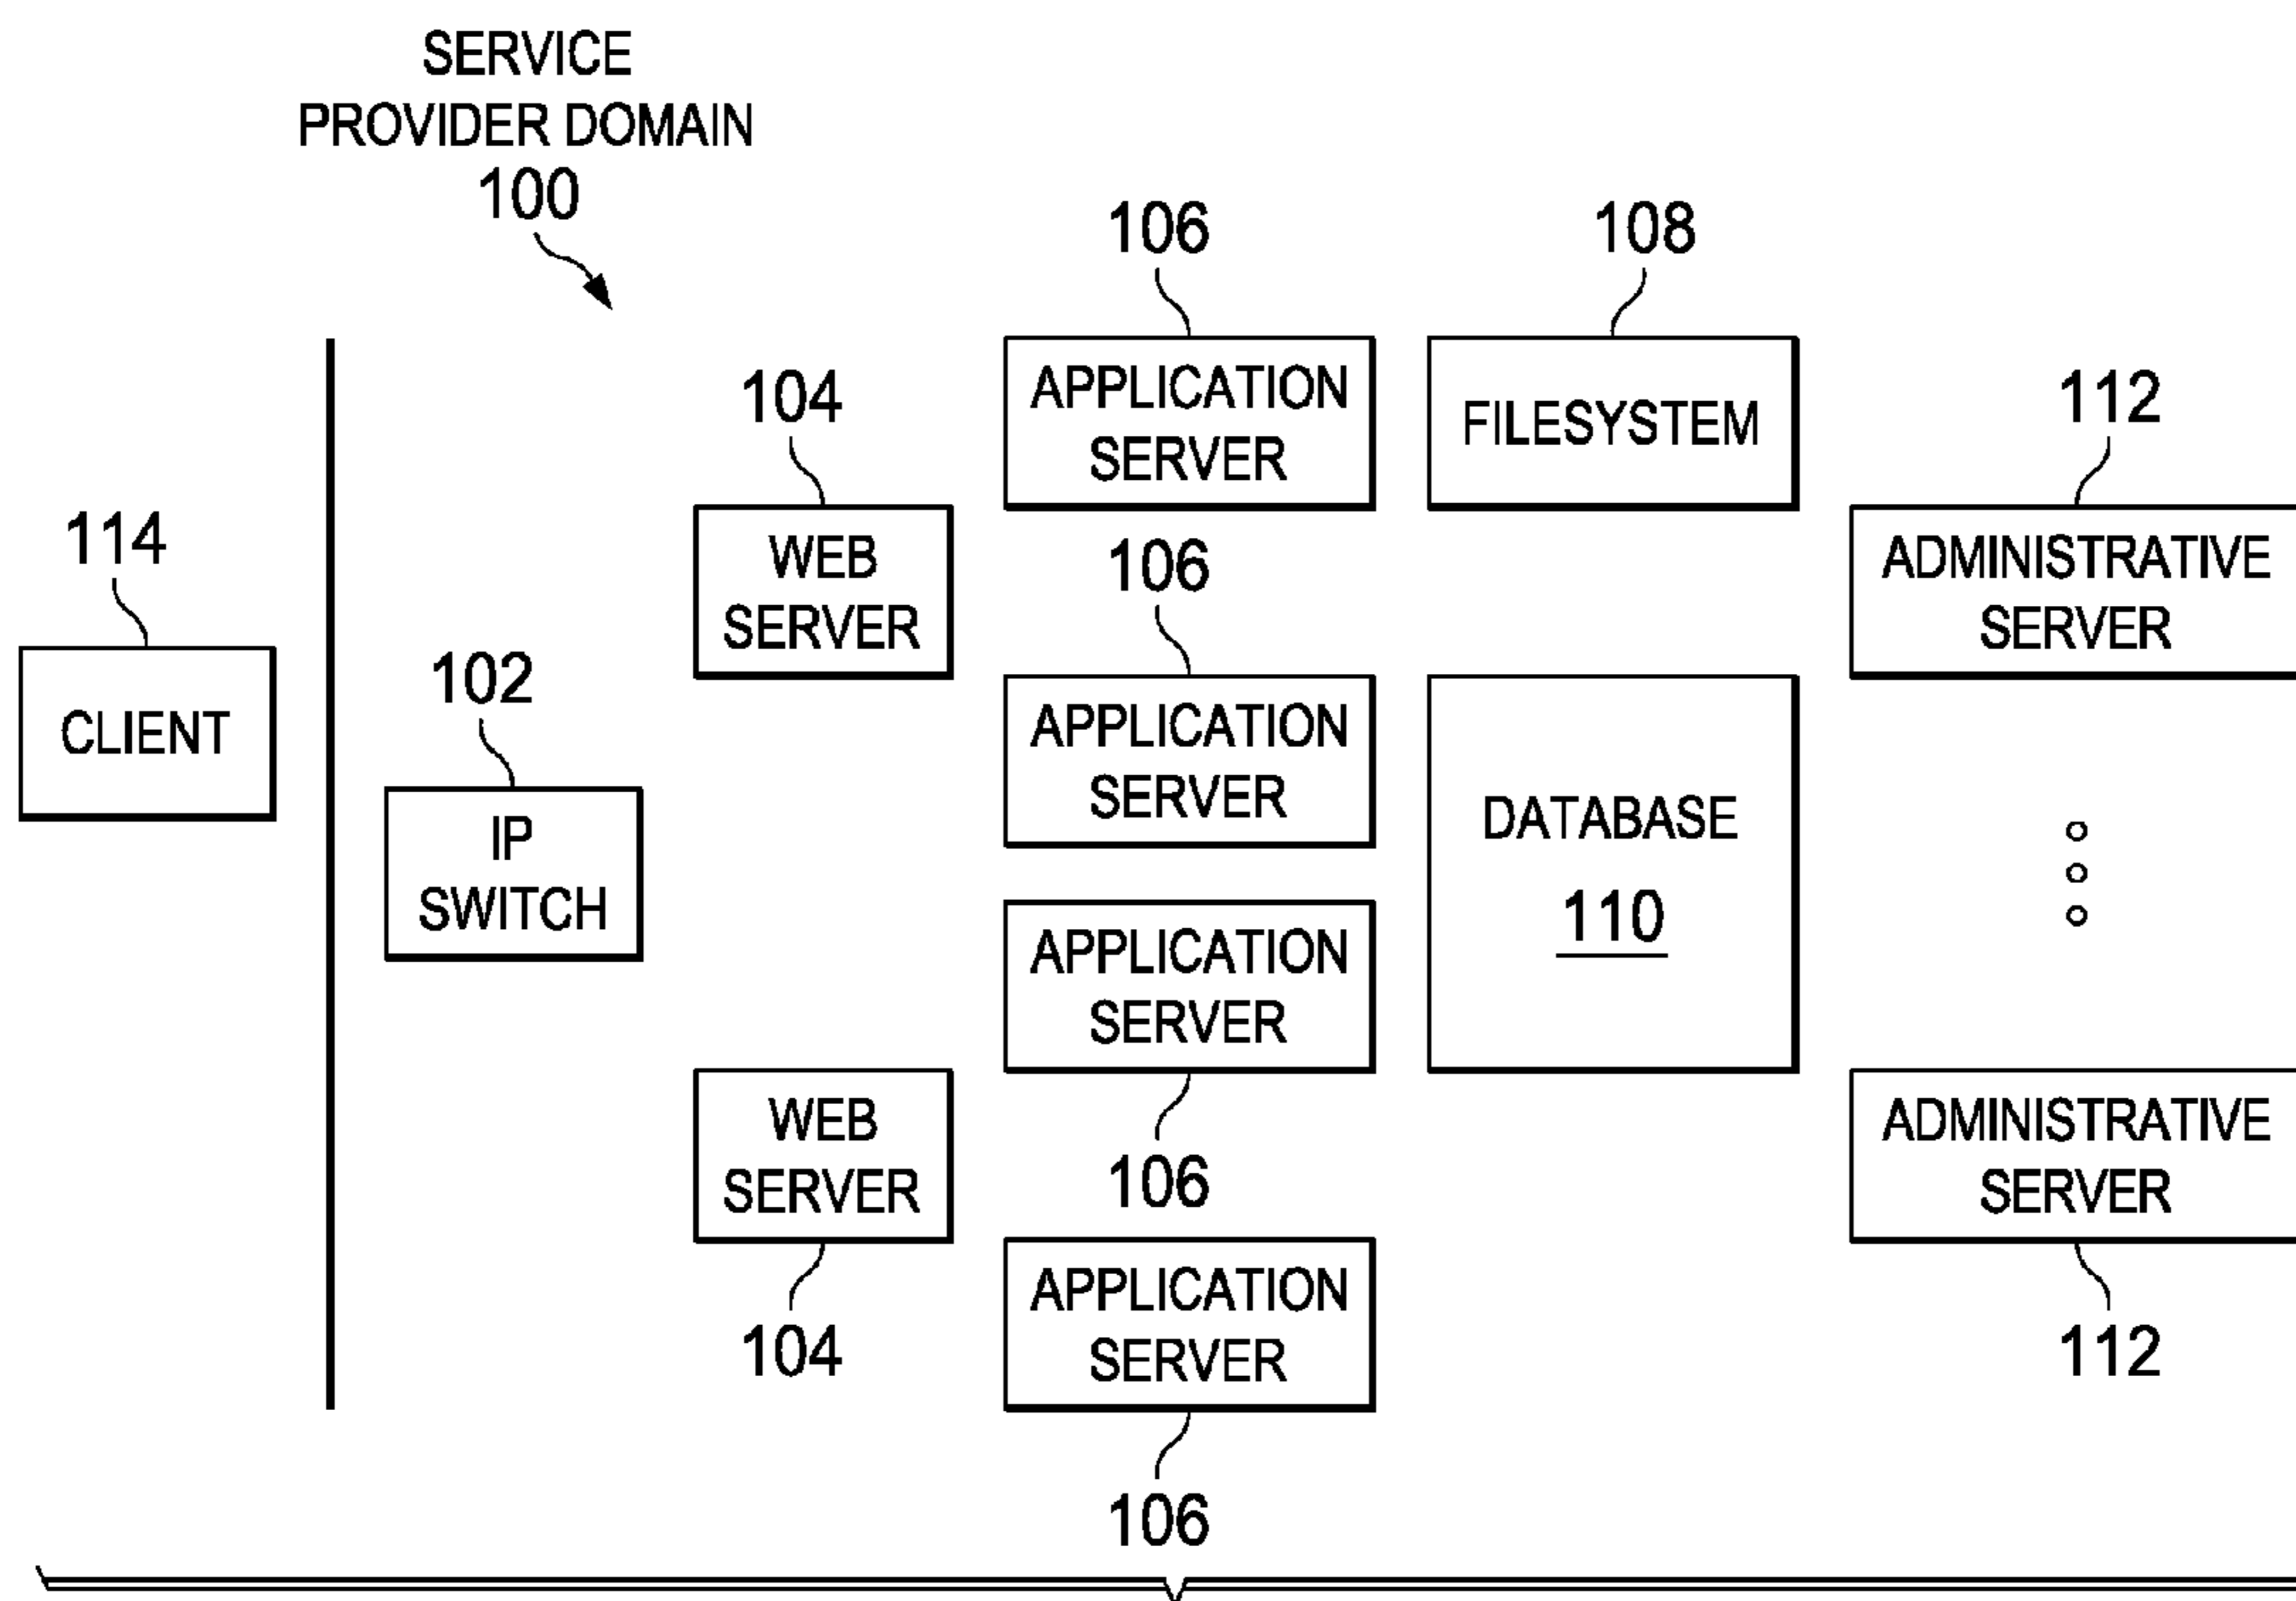 SERVICE
PROVIDER DOMAIN
100
106
108
APPLICATION
SERVER
FILESYSTEM
104
112
WEB
SERVER
114
106
ADMINISTRATIVE
SERVER
CLIENT
102
APPLICATION
SERVER
IP
SWITCH
DATABASE
110
APPLICATION
SERVER
106
WEB
SERVER
104
ADMINISTRATIVE
SERVER
112
APPLICATION
SERVER
106